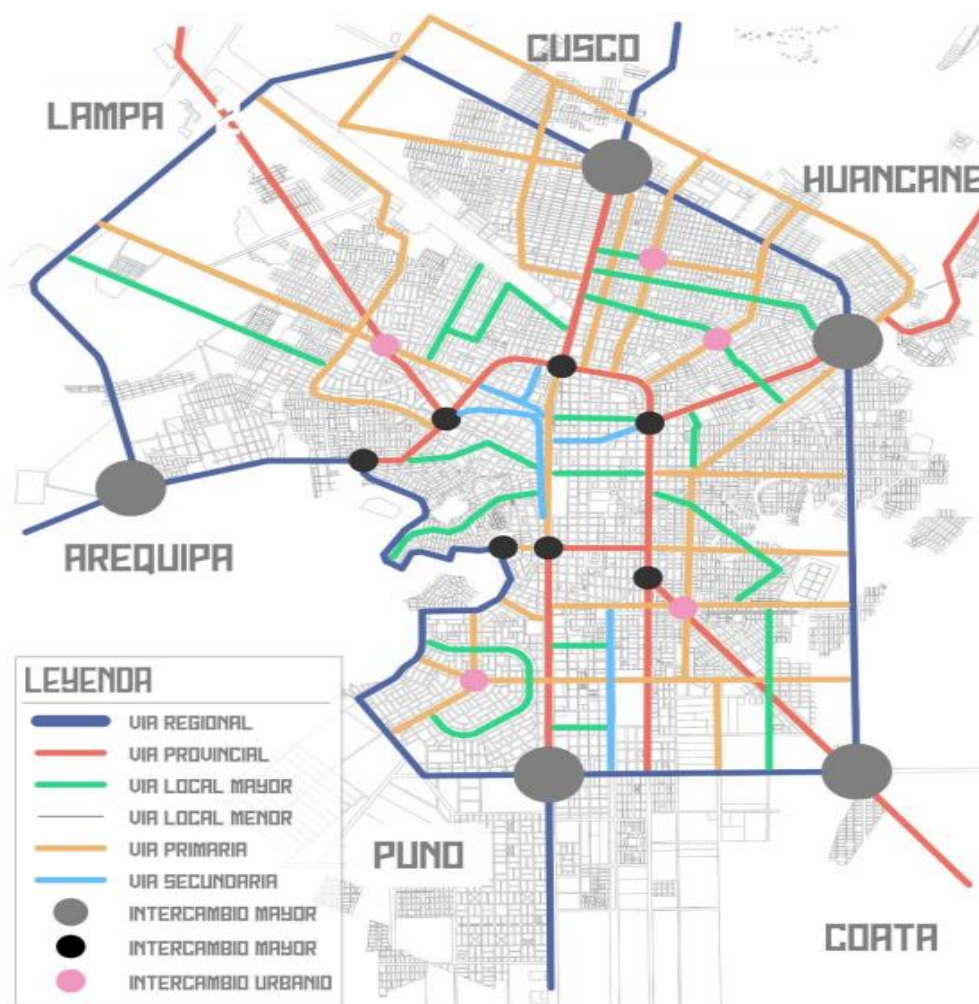 CUSCO
LAMPA
HUANCANE
AREQUIPA
LEYENDA
VIA REGIONAL
VIA PROVINCIAL
VIA LOCAL MAYOR
VIA LOCAL MENOR
VIA PRIMARIA
VIA SECUNDARIA
INTERCAMBIO MAYOR
INTERCAMBIO MAYOR
INTERCAMBIO URBANIO
PUNO
COATA